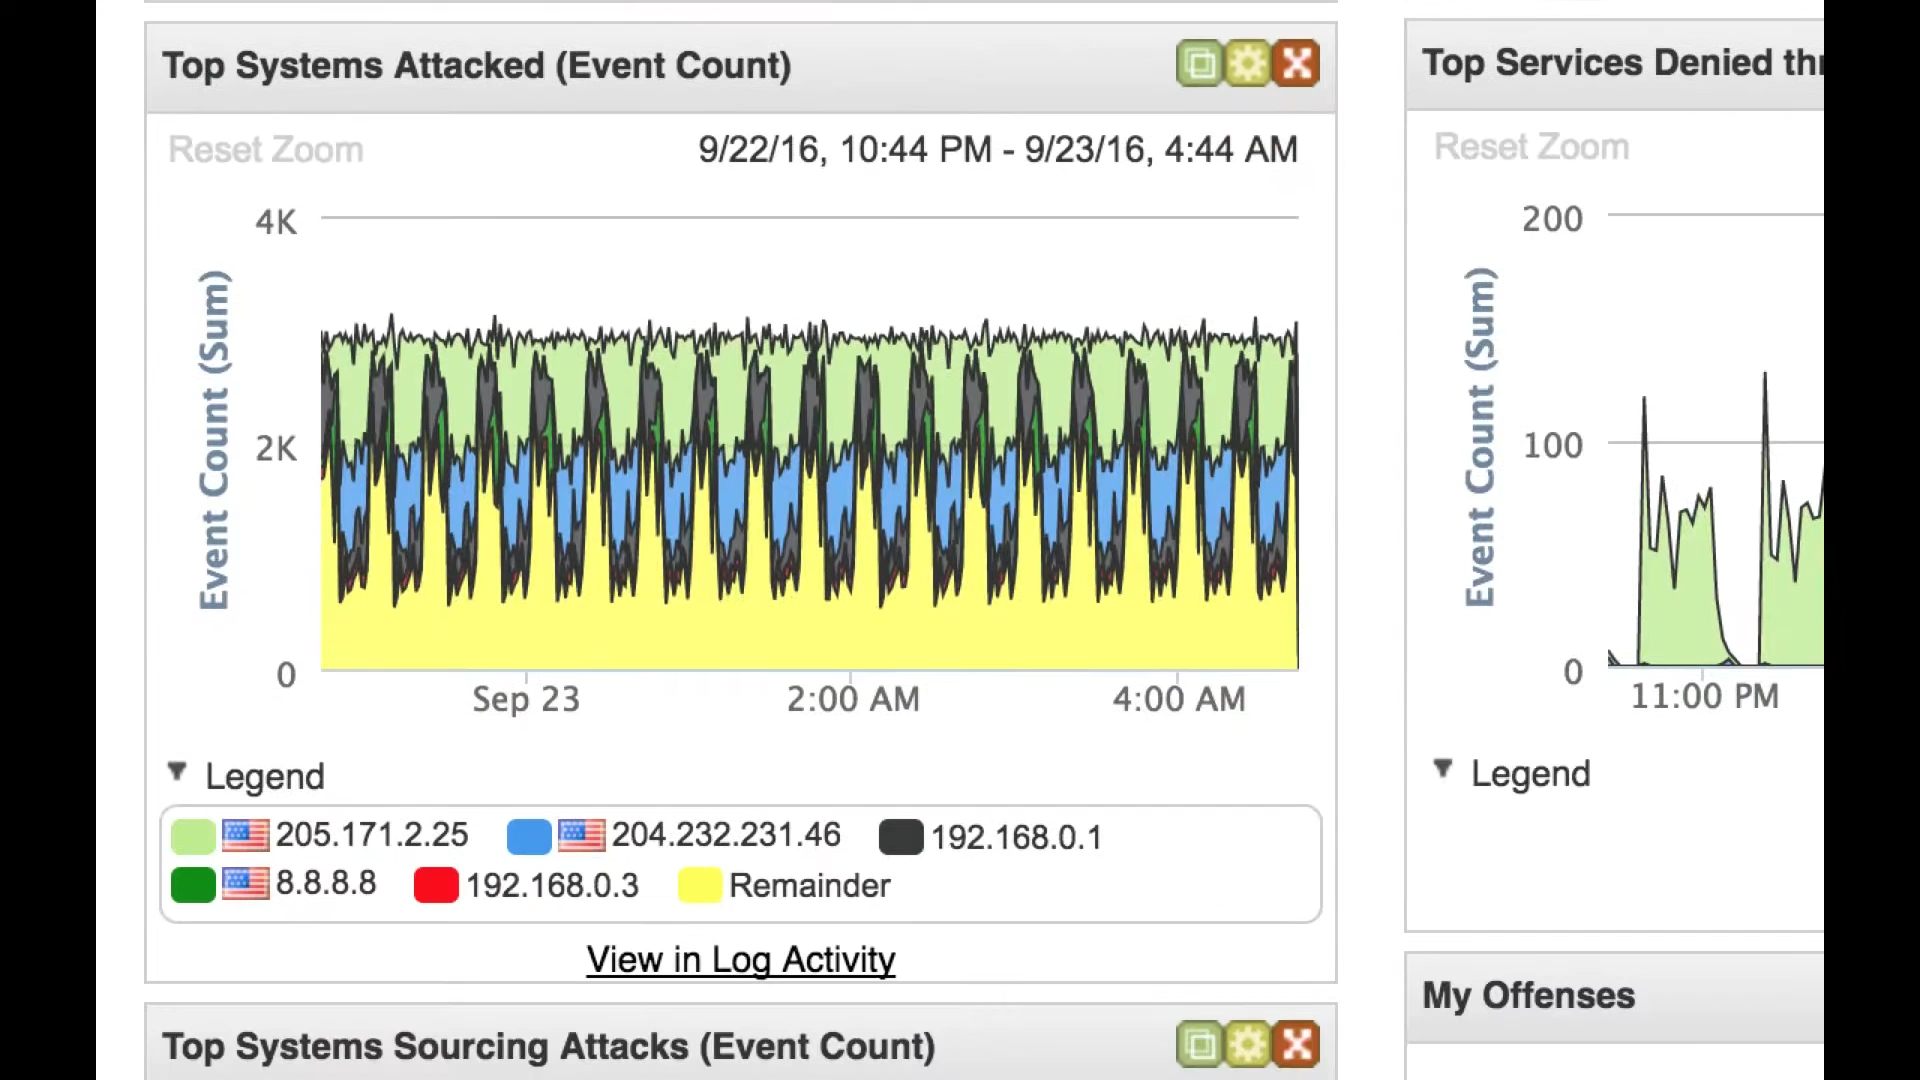 Top Systems Attacked (Event Count)
Reset Zoom
9/22/16, 10:44 PM - 9/23/16, 4:44 AM
4K
2K
0
Event Count (Sum)
Sep 23
2:00 AM
4:00 AM
Legend
205.171.2.25
204.232.231.46
192.168.0.1
8.8.8.8
192.168.0.3
Remainder
View in Log Activity
Top Systems Sourcing Attacks (Event Count)
Top Services Denied
Reset Zoom
200
100
0
Event Count (Sum)
11:00 PM
Legend
My Offenses